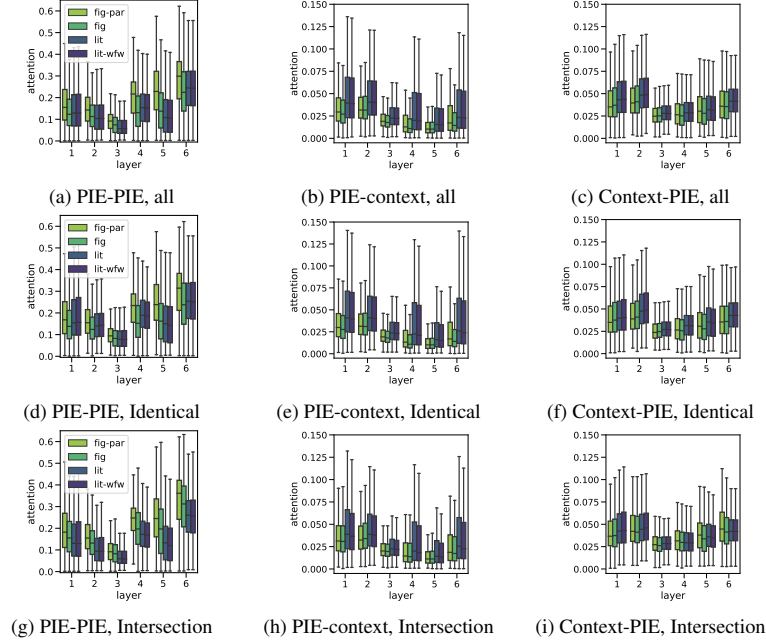 0.6
0.5
0.4
0.3
0.2
0.1
0.0
attention
1 2 3 4 5 6
layer
fig-par
fig
lit
lit-wfw
(a) PIE-PIE, all
0.150
0.125
0.100
0.075
0.050
0.025
0.000
attention
1 2 3 4 5 6
layer
(b) PIE-context, all
0.150
0.125
0.100
0.075
0.050
0.025
0.000
attention
1 2 3 4 5 6
layer
(c) Context-PIE, all
0.6
0.5
0.4
0.3
0.2
0.1
0.0
attention
1 2 3 4 5 6
layer
fig-par
fig
lit
lit-wfw
(d) PIE-PIE, Identical
0.150
0.125
0.100
0.075
0.050
0.025
0.000
attention
1 2 3 4 5 6
layer
(e) PIE-context, Identical
0.150
0.125
0.100
0.075
0.050
0.025
0.000
attention
1 2 3 4 5 6
layer
(f) Context-PIE, Identical
0.6
0.5
0.4
0.3
0.2
0.1
0.0
attention
1 2 3 4 5 6
layer
fig-par
fig
lit
lit-wfw
(g) PIE-PIE, Intersection
0.150
0.125
0.100
0.075
0.050
0.025
0.000
attention
1 2 3 4 5 6
layer
(h) PIE-context, Intersection
0.150
0.125
0.100
0.075
0.050
0.025
0.000
attention
1 2 3 4 5 6
layer
(i) Context-PIE, Intersection